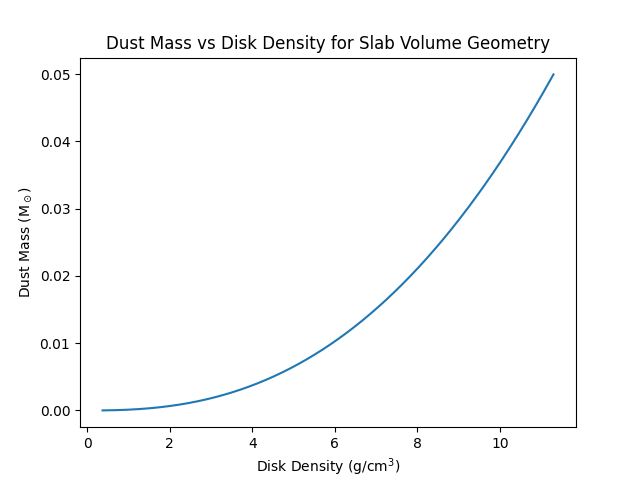 Dust Mass vs Disk Density for Slab Volume Geometry
0.05
0.04
0.03
0.02
0.01
0.00
Dust Mass (M⊙)
0 2 4 6 8 10
Disk Density (g/cm³)